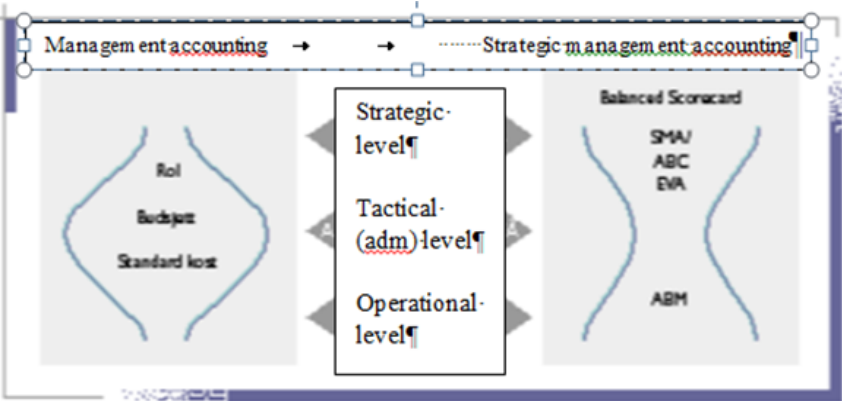 Management accounting → → Strategic management accounting¶
RoI
Budsjett
Standard kost
Strategic
level¶
Tactical
(adm) level¶
Operational
level¶
Balanced Scorecard
SMA/
ABC
EVA
ABM